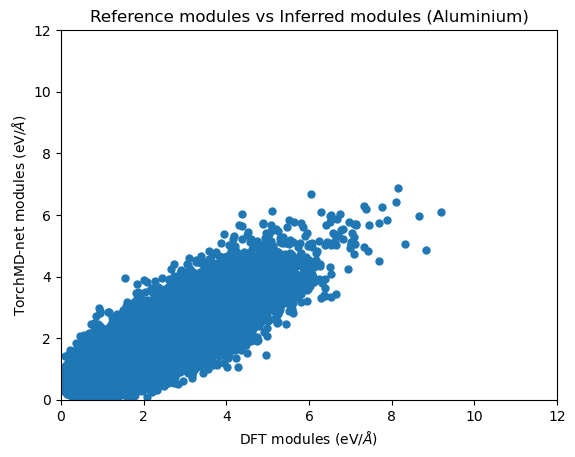 Reference modules vs Inferred modules (Aluminium)
12
10
8
6
4
2
0
TorchMD-net modules (eV/Å)
0 2 4 6 8 10 12
DFT modules (eV/Å)